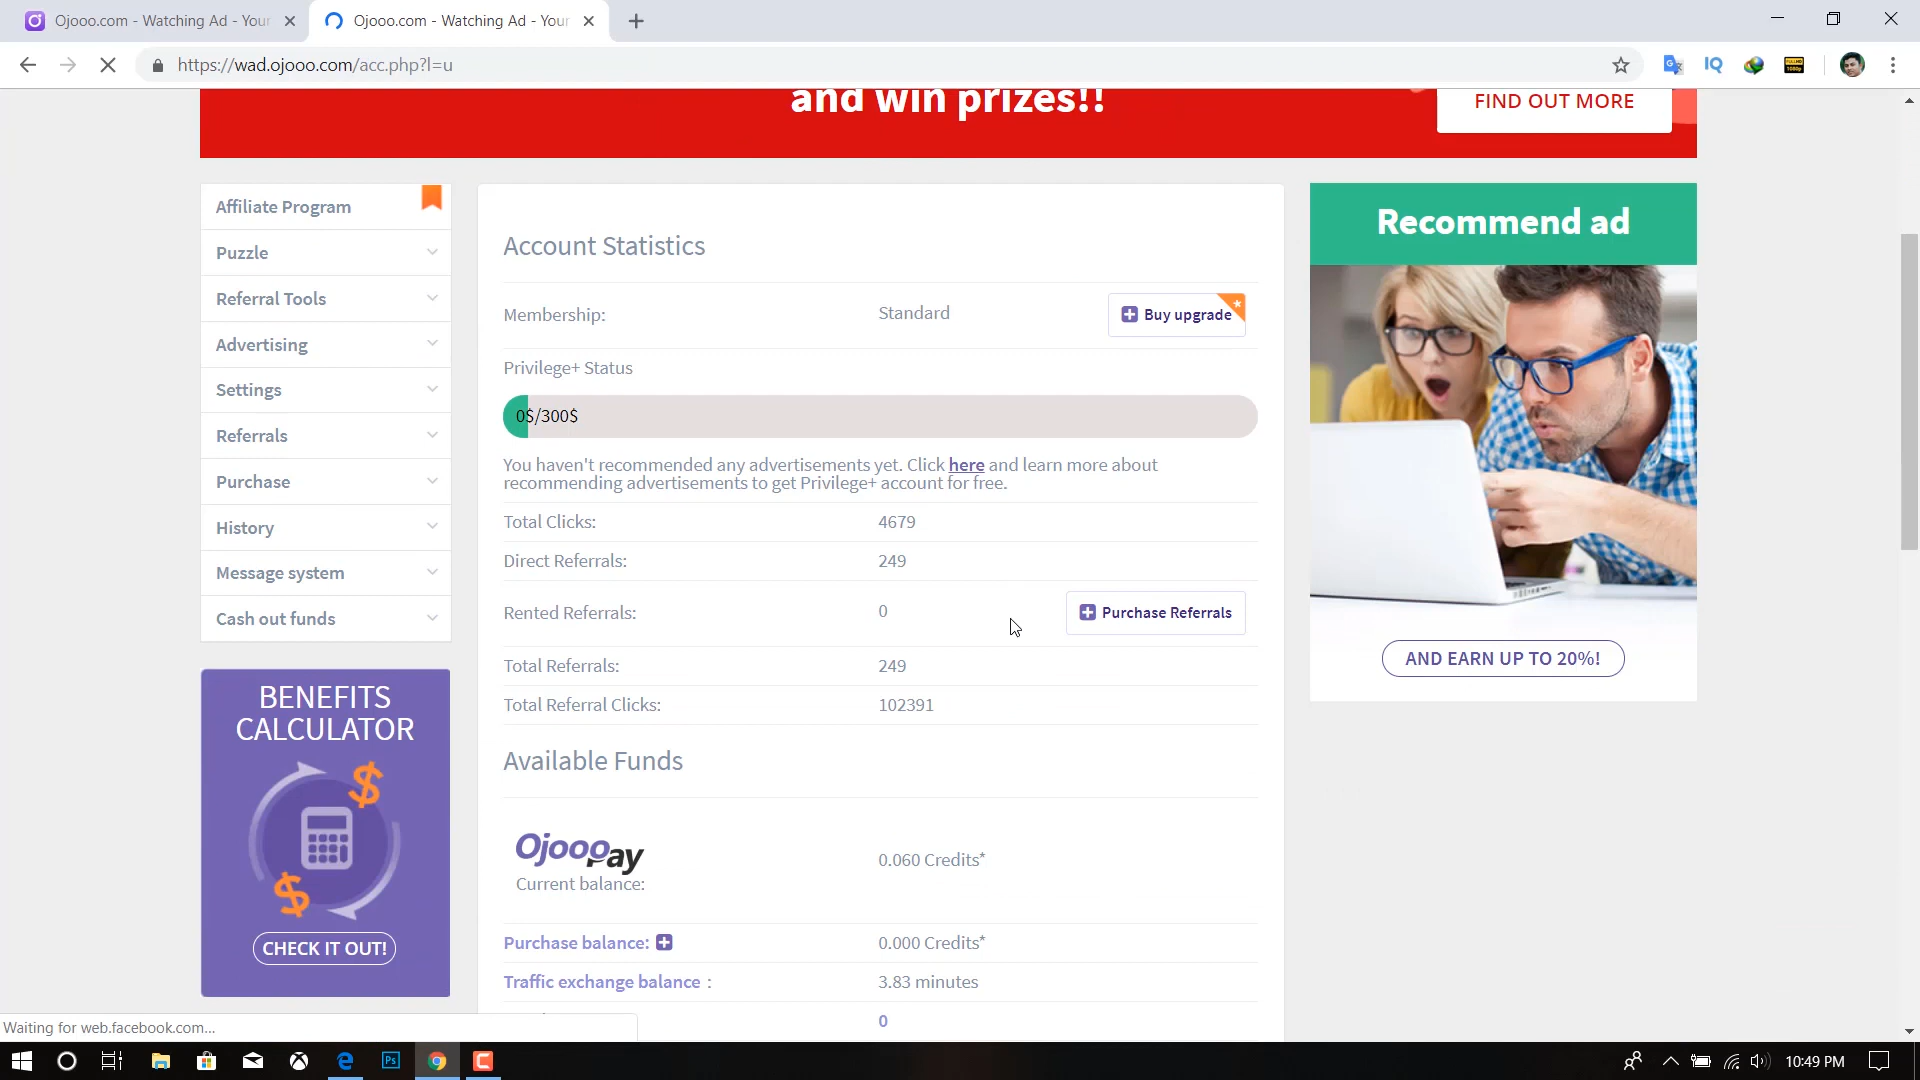 Ojooo.com - Watching Ad - Your
Ojooo.com - Watching Ad - Your
https://wad.ojooo.com/acc.php?l=u
IQ
and win prizes!!
FIND OUT MORE
Affiliate Program
Puzzle
Referral Tools
Advertising
Settings
Referrals
Purchase
History
Message system
Cash out funds
BENEFITS
CALCULATOR
CHECK IT OUT!
Account Statistics
Membership: Standard Buy upgrade
Privilege+ Status
0$/300$
You haven't recommended any advertisements yet. Click here and learn more about
recommending advertisements to get Privilege+ account for free.
Total Clicks: 4679
Direct Referrals: 249
Rented Referrals: 0 Purchase Referrals
Total Referrals: 249
Total Referral Clicks: 102391
Available Funds
OjoooPay
Current balance: 0.060 Credits*
Purchase balance: 0.000 Credits*
Traffic exchange balance : 3.83 minutes
0
Recommend ad
AND EARN UP TO 20%!
Waiting for web.facebook.com...
Ps
10:49 PM